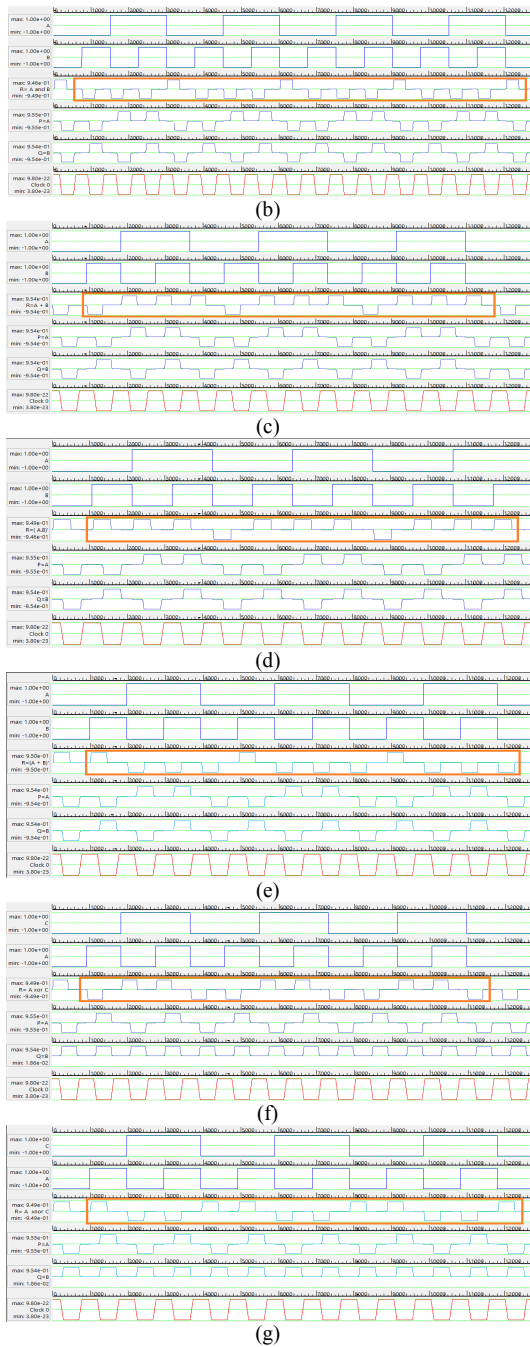 0 1000 2000 3000 4000 5000 6000 7000 8000 9000 10000 11000 12000
max: 1.00e+00
A
min: -1.00e+00
max: 1.00e+00
B
min: -1.00e+00
max: 9.46e-01
R= A and B
min: -9.49e-01
max: 9.55e-01
P=A
min: -9.55e-01
max: 9.54e-01
Q=B
min: -9.54e-01
max: 9.80e-22
Clock 0
min: 3.80e-23
(b)
max: 1.00e+00
A
min: -1.00e+00
max: 1.00e+00
B
min: -1.00e+00
max: 9.54e-01
R=A + B
min: -9.54e-01
max: 9.54e-01
P=A
min: -9.54e-01
max: 9.54e-01
Q=B
min: -9.54e-01
max: 9.80e-22
Clock 0
min: 3.80e-23
(c)
max: 1.00e+00
A
min: -1.00e+00
max: 1.00e+00
B
min: -1.00e+00
max: 9.49e-01
R=( A.B)'
min: -9.46e-01
max: 9.55e-01
P=A
min: -9.55e-01
max: 9.54e-01
Q=B
min: -9.54e-01
max: 9.80e-22
Clock 0
min: 3.80e-23
(d)
max: 1.00e+00
A
min: -1.00e+00
max: 1.00e+00
B
min: -1.00e+00
max: 9.50e-01
R=(A + B)'
min: -9.50e-01
max: 9.54e-01
P=A
min: -9.54e-01
max: 9.54e-01
Q=B
min: -9.54e-01
max: 9.80e-22
Clock 0
min: 3.80e-23
(e)
max: 1.00e+00
C
min: -1.00e+00
max: 1.00e+00
A
min: -1.00e+00
max: 9.49e-01
R= A xor C
min: -9.49e-01
max: 9.55e-01
P=A
min: -9.55e-01
max: 9.54e-01
Q=B
min: 1.86e-02
max: 9.80e-22
Clock 0
min: 3.80e-23
(f)
max: 1.00e+00
C
min: -1.00e+00
max: 1.00e+00
A
min: -1.00e+00
max: 9.49e-01
R= A xnor C
min: -9.49e-01
max: 9.55e-01
P=A
min: -9.55e-01
max: 9.54e-01
Q=B
min: 1.86e-02
max: 9.80e-22
Clock 0
min: 3.80e-23
(g)